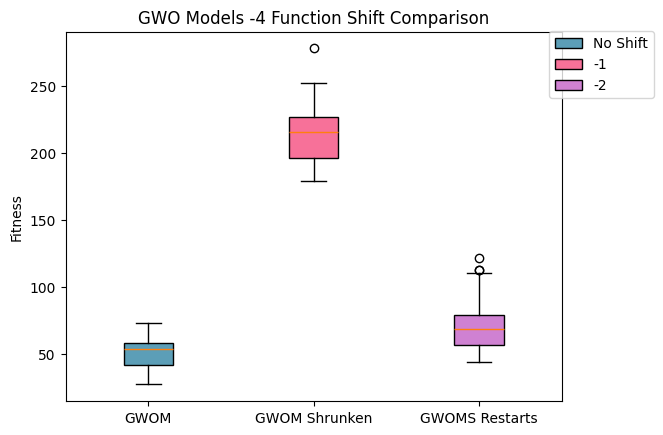 GWO Models -4 Function Shift Comparison
No Shift
-1
-2
Fitness
250
200
150
100
50
GWOM
GWOM Shrunken
GWOMS Restarts